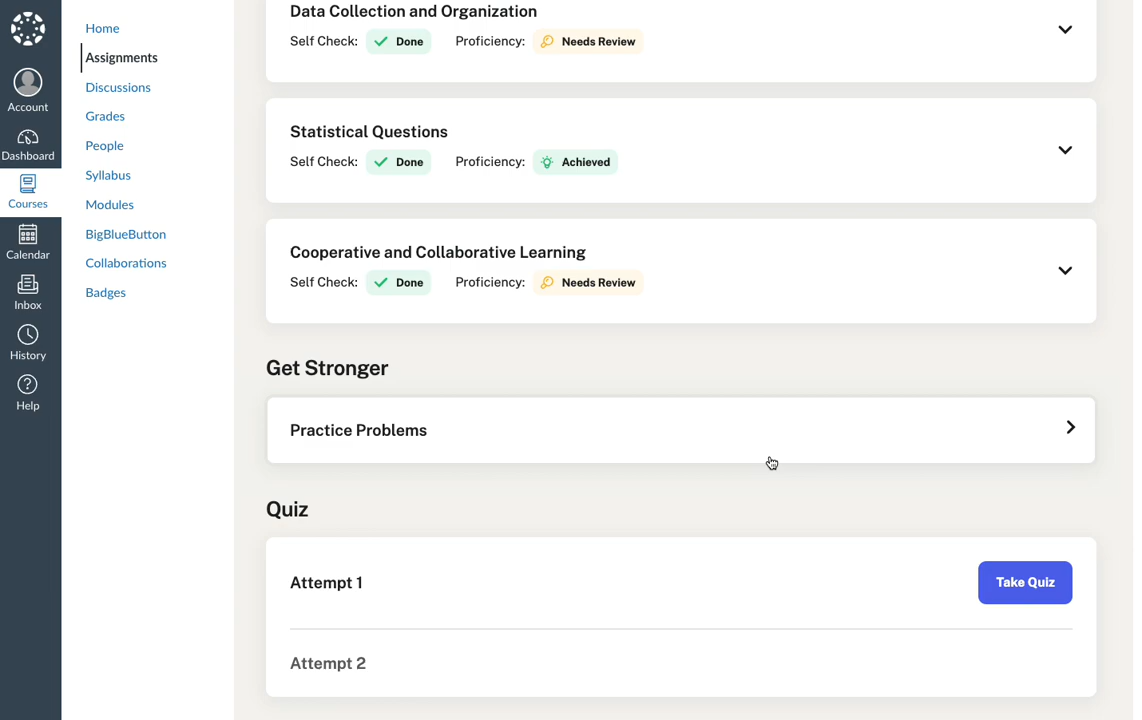 Account
Dashboard
Courses
Calendar
Inbox
History
Help
Home
Assignments
Discussions
Grades
People
Syllabus
Modules
BigBlueButton
Collaborations
Badges
Data Collection and Organization
Self Check: Done Proficiency: Needs Review
Statistical Questions
Self Check: Done Proficiency: Achieved
Cooperative and Collaborative Learning
Self Check: Done Proficiency: Needs Review
Get Stronger
Practice Problems
Quiz
Attempt 1
Take Quiz
Attempt 2